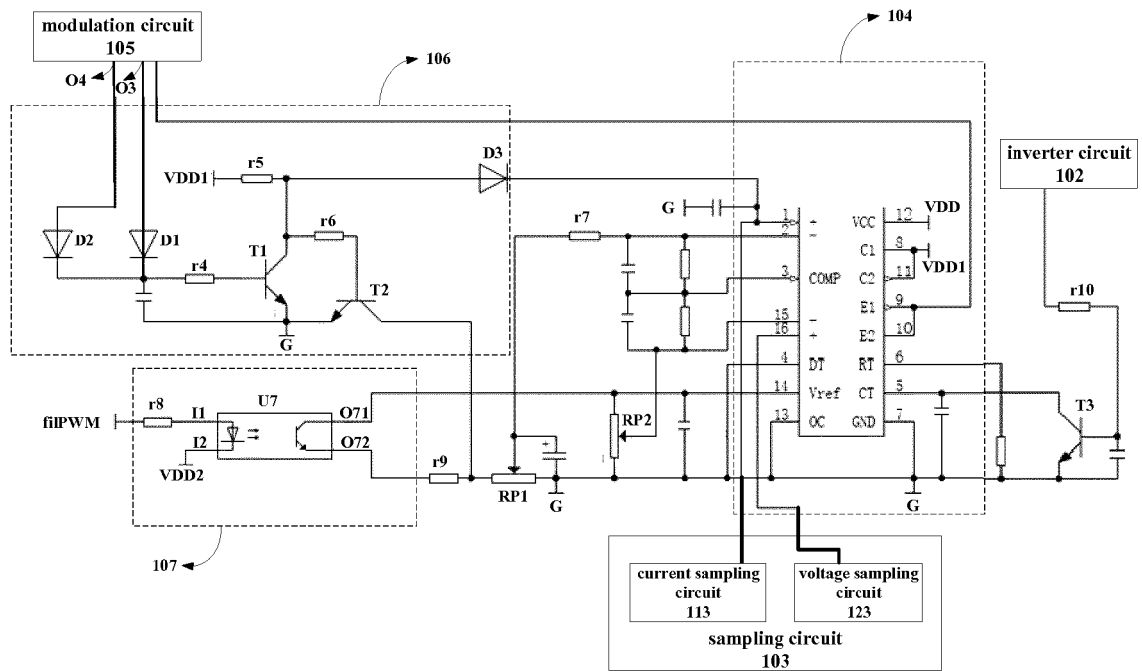 modulation circuit
105
O4
O3
106
104
D3
r5
VDD1
r6
D2
D1
T1
r4
T2
G
r7
G
1 + VCC 12 VDD
2 −
C1 8
VDD1
3 COMP C2 11
E1 9
15 −
16 + E2 10
4 DT RT 6
14 Vref CT 5
13 OC GND 7
inverter circuit
102
r10
T3
G
RP2
RP1
G
r9
filPWM
r8
I1
U7
O71
I2
O72
VDD2
107
current sampling
circuit
113
voltage sampling
circuit
123
sampling circuit
103